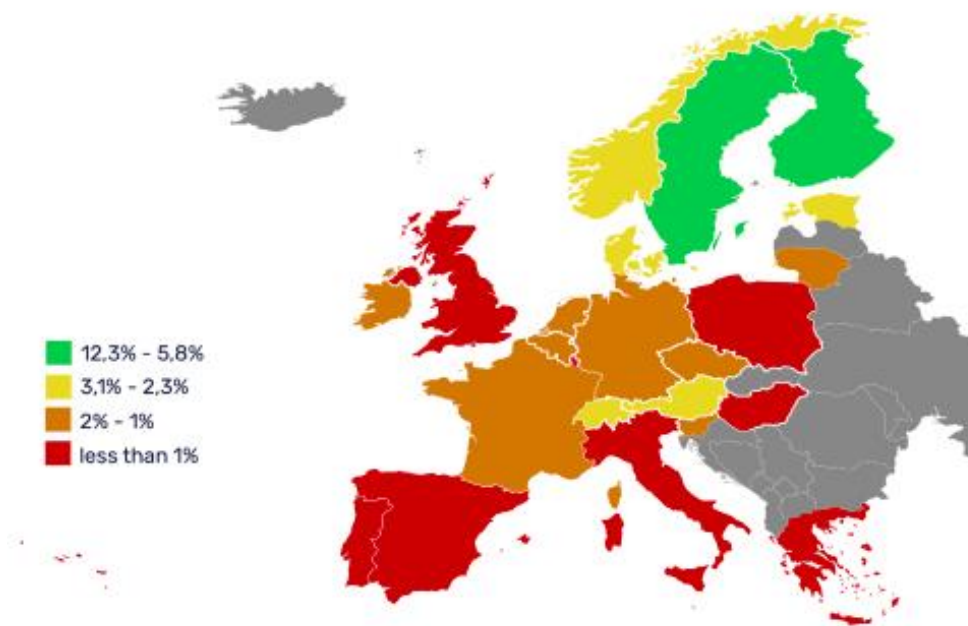 12,3% - 5,8%
3,1% - 2,3%
2% - 1%
less than 1%